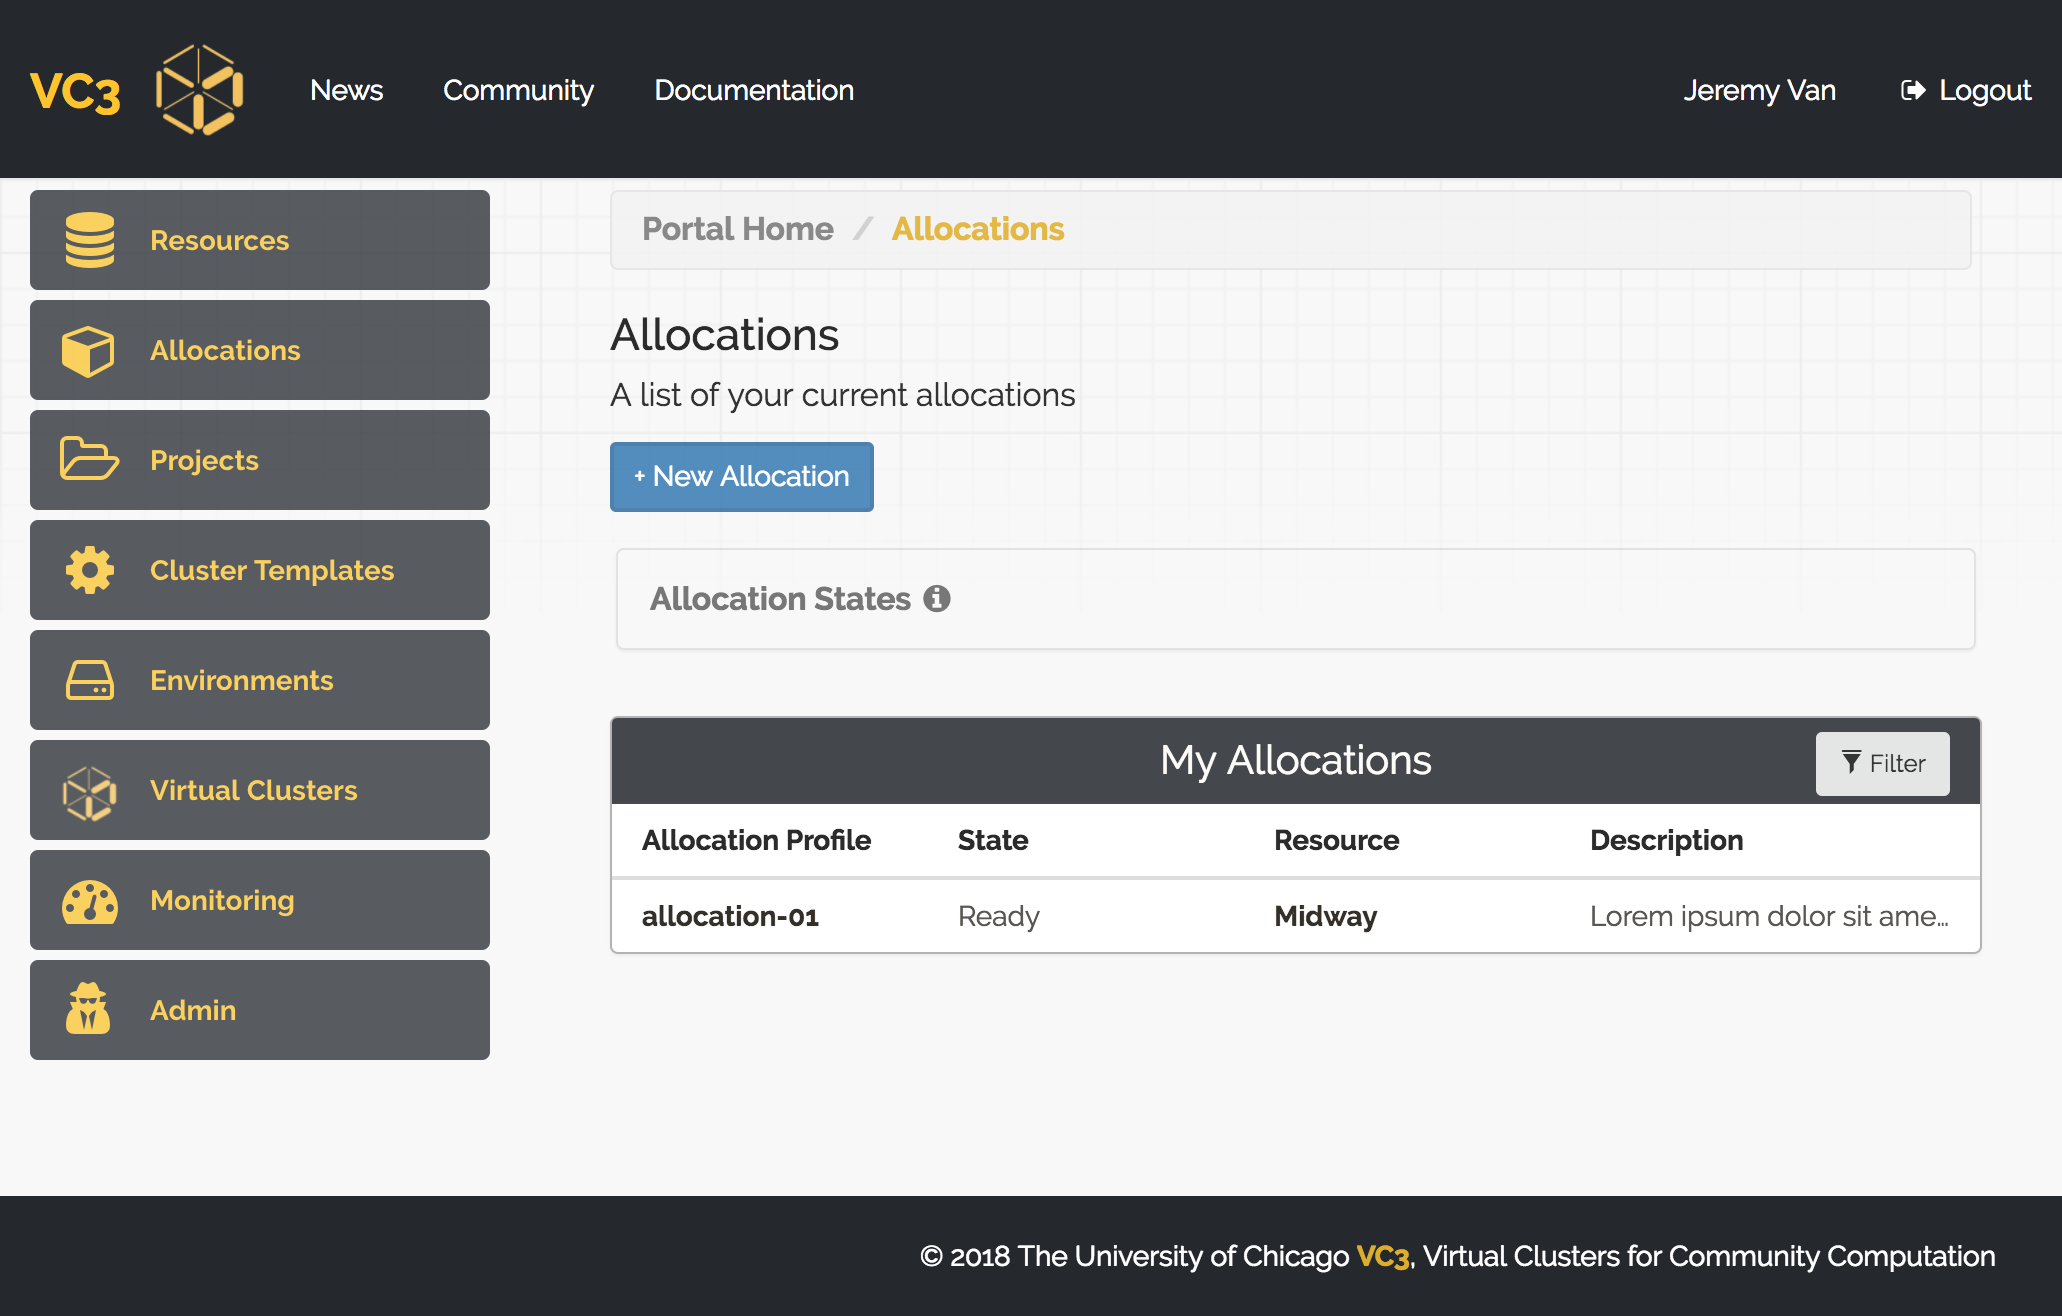 VC3 News Community Documentation Jeremy Van Logout
Resources
Allocations
Projects
Cluster Templates
Environments
Virtual Clusters
Monitoring
Admin
Portal Home / Allocations
Allocations
A list of your current allocations
+ New Allocation
Allocation States
My Allocations Filter
Allocation Profile State Resource Description
allocation-01 Ready Midway Lorem ipsum dolor sit ame...
© 2018 The University of Chicago VC3, Virtual Clusters for Community Computation